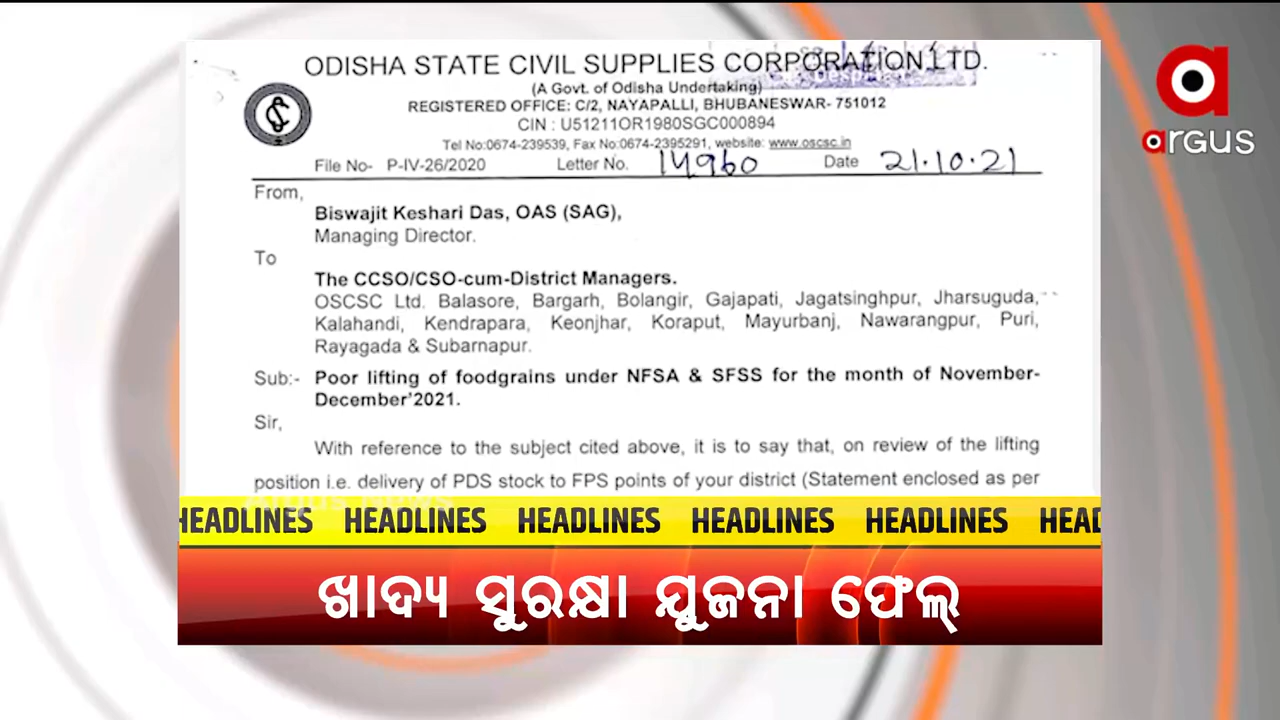 ODISHA STATE CIVIL SUPPLIES CORPORATION LTD.
(A Govt. of Odisha Undertaking)
REGISTERED OFFICE: C/2, NAYAPALLI, BHUBANESWAR- 751012
CIN : U51211OR1980SGC000894
Tel No:0674-239539, Fax No:0674-2395291, website: www.oscsc.in
File No- P-IV-26/2020 Letter No. 14960 Date 21.10.21
From,
Biswajit Keshari Das, OAS (SAG),
Managing Director.
To
The CCSO/CSO-cum-District Managers.
OSCSC Ltd. Balasore, Bargarh, Bolangir, Gajapati, Jagatsinghpur, Jharsuguda,
Kalahandi, Kendrapara, Keonjhar, Koraput, Mayurbanj, Nawarangpur, Puri,
Rayagada & Subarnapur.
Sub:- Poor lifting of foodgrains under NFSA & SFSS for the month of November-
December'2021.
Sir,
With reference to the subject cited above, it is to say that, on review of the lifting
position i.e. delivery of PDS stock to FPS points of your district (Statement enclosed as per
Argus News
HEADLINES HEADLINES HEADLINES HEADLINES HEADLINES HEAD
ଖାଦ୍ୟ ସୁରକ୍ଷା ଯୁଜନା ଫେଲ୍
argus